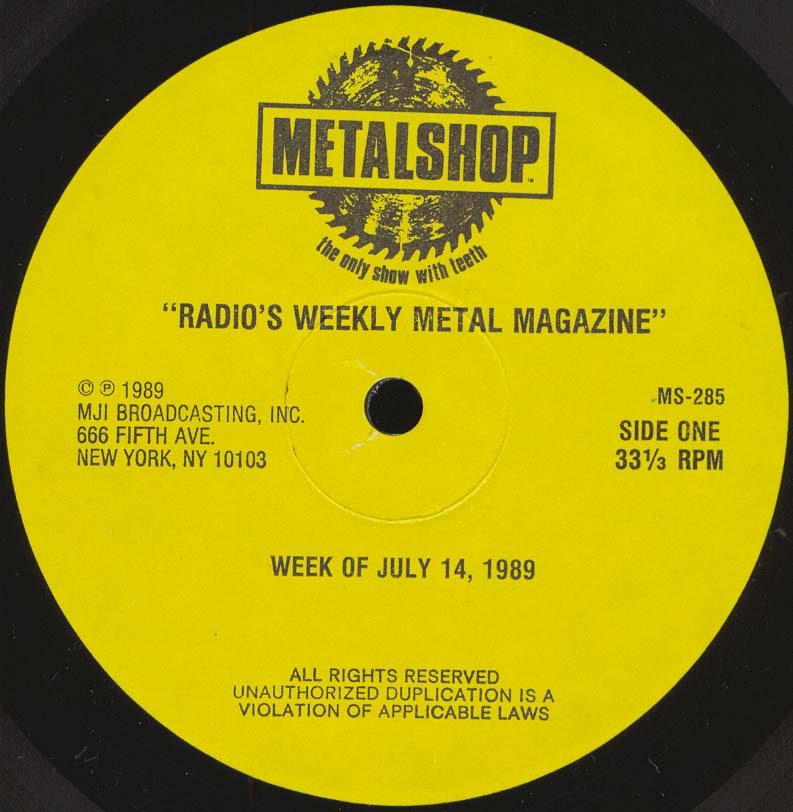 METALSHOP™
the only show with teeth
“RADIO’S WEEKLY METAL MAGAZINE”
© ℗ 1989
MJI BROADCASTING, INC.
666 FIFTH AVE.
NEW YORK, NY 10103
MS-285
SIDE ONE
33⅓ RPM
WEEK OF JULY 14, 1989
ALL RIGHTS RESERVED
UNAUTHORIZED DUPLICATION IS A
VIOLATION OF APPLICABLE LAWS